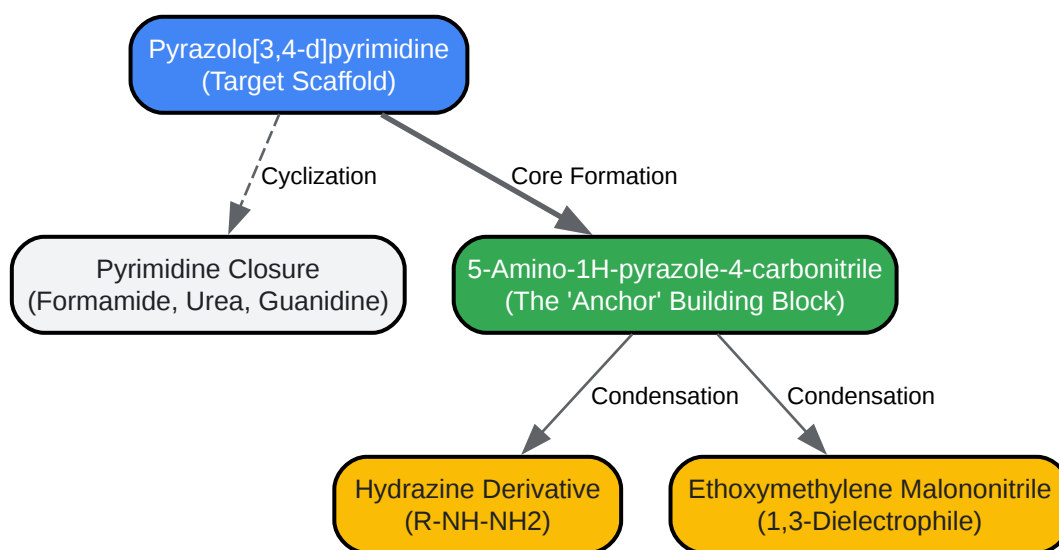 Pyrazolo[3,4-d]pyrimidine
(Target Scaffold)
Cyclization
Core Formation
Pyrimidine Closure
(Formamide, Urea, Guanidine)
5-Amino-1H-pyrazole-4-carbonitrile
(The 'Anchor' Building Block)
Condensation
Condensation
Hydrazine Derivative
(R-NH-NH2)
Ethoxymethylene Malononitrile
(1,3-Dielectrophile)